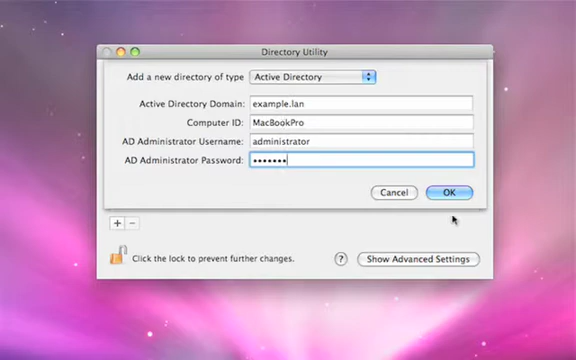 Directory Utility
Add a new directory of type Active Directory
Active Directory Domain: example.lan
Computer ID: MacBookPro
AD Administrator Username: administrator
AD Administrator Password: •••••••
Cancel OK
+ −
Click the lock to prevent further changes. ? Show Advanced Settings